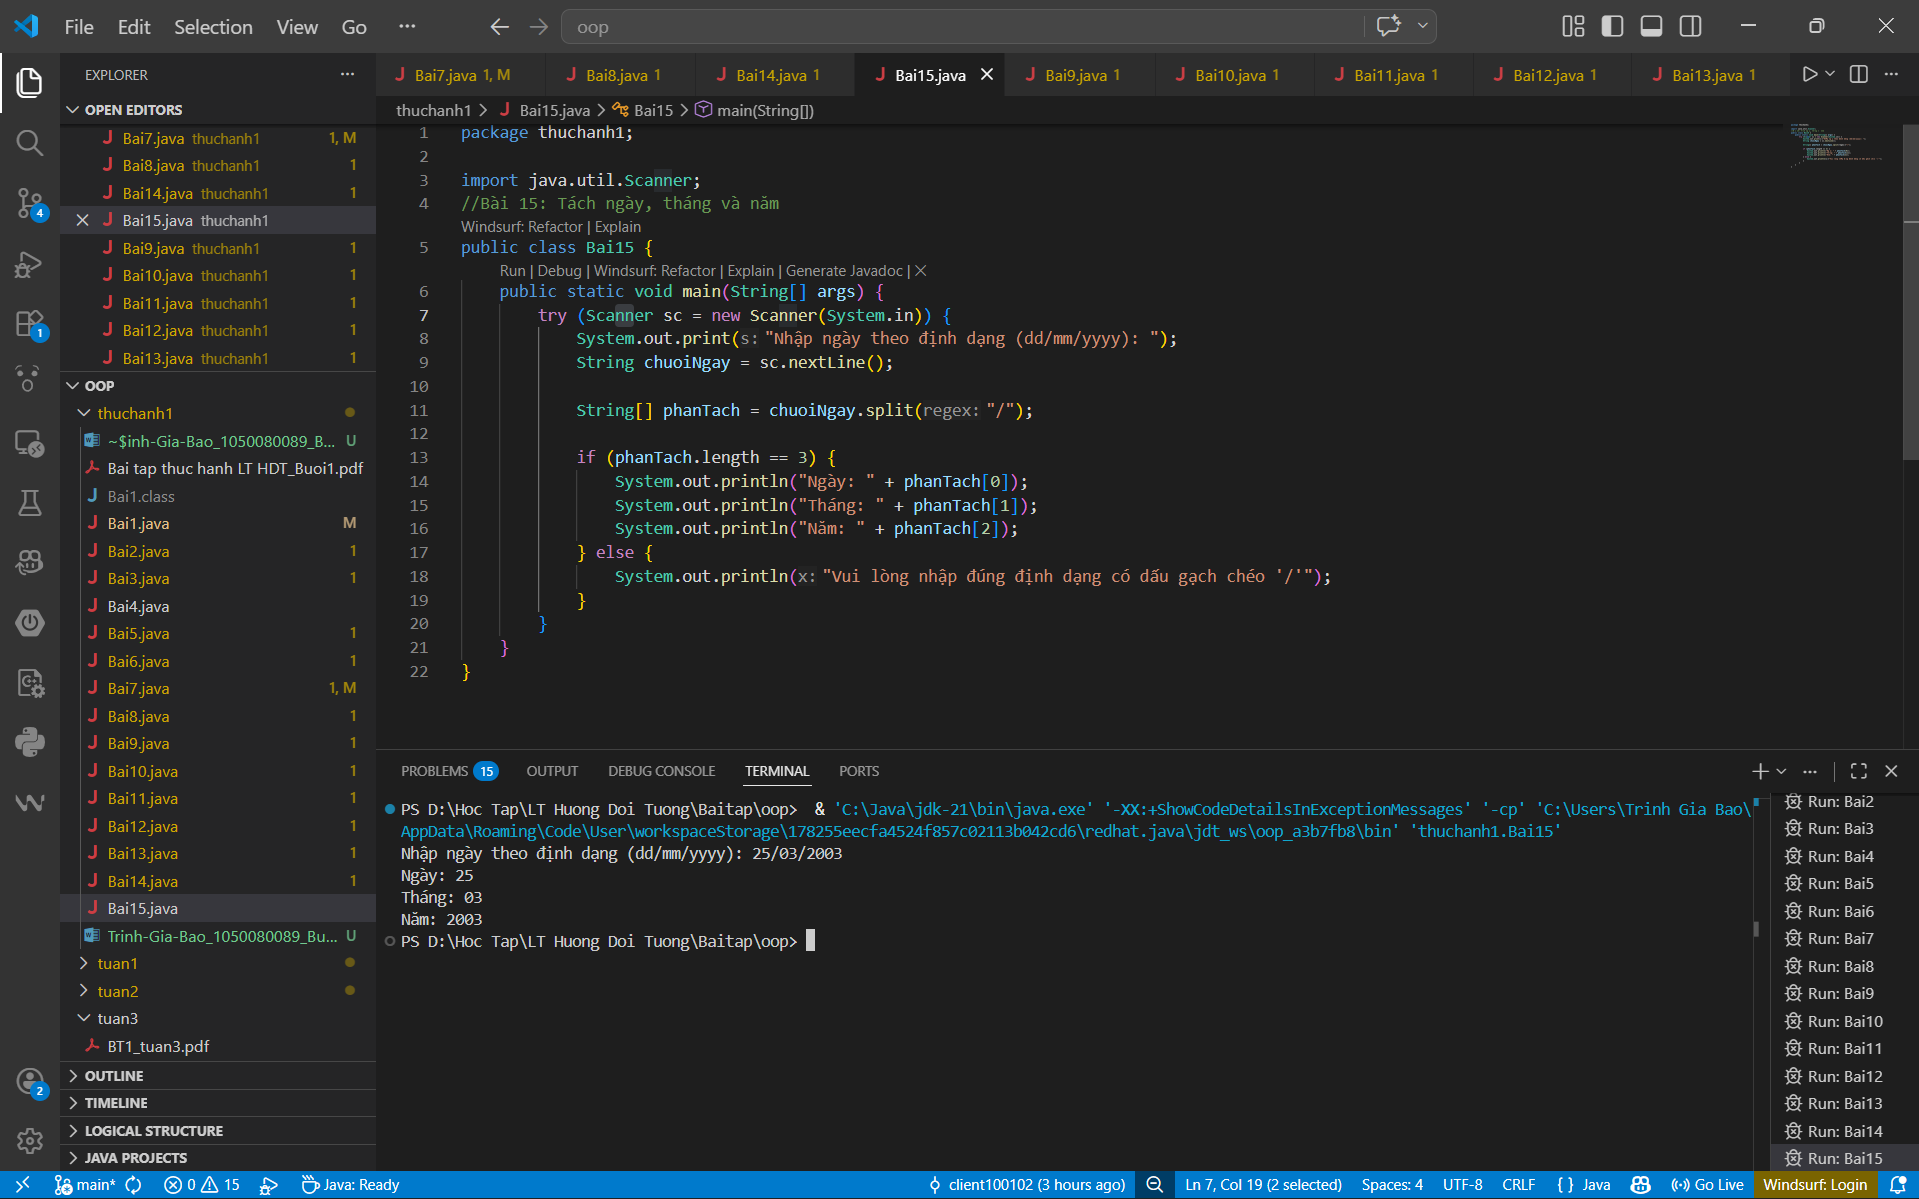 File Edit Selection View Go ··· oop
EXPLORER ···
OPEN EDITORS
Bai7.java thuchanh1 1, M
Bai8.java thuchanh1 1
Bai14.java thuchanh1 1
Bai15.java thuchanh1
Bai9.java thuchanh1 1
Bai10.java thuchanh1 1
Bai11.java thuchanh1 1
Bai12.java thuchanh1 1
Bai13.java thuchanh1 1
OOP
thuchanh1
~$inh-Gia-Bao_1050080089_B... U
Bai tap thuc hanh LT HDT_Buoi1.pdf
Bai1.class
Bai1.java M
Bai2.java 1
Bai3.java 1
Bai4.java
Bai5.java 1
Bai6.java 1
Bai7.java 1, M
Bai8.java 1
Bai9.java 1
Bai10.java 1
Bai11.java 1
Bai12.java 1
Bai13.java 1
Bai14.java 1
Bai15.java
Trinh-Gia-Bao_1050080089_Bu... U
tuan1
tuan2
tuan3
BT1_tuan3.pdf
OUTLINE
TIMELINE
LOGICAL STRUCTURE
JAVA PROJECTS
4
1
2
Bai7.java 1, M Bai8.java 1 Bai14.java 1 Bai15.java Bai9.java 1 Bai10.java 1 Bai11.java 1 Bai12.java 1 Bai13.java 1
thuchanh1 > Bai15.java > Bai15 > main(String[])
1 package thuchanh1;
2
3 import java.util.Scanner;
4 //Bài 15: Tách ngày, tháng và năm
Windsurf: Refactor | Explain
5 public class Bai15 {
Run | Debug | Windsurf: Refactor | Explain | Generate Javadoc | ×
6 public static void main(String[] args) {
7 try (Scanner sc = new Scanner(System.in)) {
8 System.out.print(s: "Nhập ngày theo định dạng (dd/mm/yyyy): ");
9 String chuoiNgay = sc.nextLine();
10
11 String[] phanTach = chuoiNgay.split(regex: "/");
12
13 if (phanTach.length == 3) {
14 System.out.println("Ngày: " + phanTach[0]);
15 System.out.println("Tháng: " + phanTach[1]);
16 System.out.println("Năm: " + phanTach[2]);
17 } else {
18 System.out.println(x: "Vui lòng nhập đúng định dạng có dấu gạch chéo '/'");
19 }
20 }
21 }
22 }
PROBLEMS 15 OUTPUT DEBUG CONSOLE TERMINAL PORTS
PS D:\Hoc Tap\LT Huong Doi Tuong\Baitap\oop> & 'C:\Java\jdk-21\bin\java.exe' '-XX:+ShowCodeDetailsInExceptionMessages' '-cp' 'C:\Users\Trinh Gia Bao\
AppData\Roaming\Code\User\workspaceStorage\178255eecfa4524f857c02113b042cd6\redhat.java\jdt_ws\oop_a3b7fb8\bin' 'thuchanh1.Bai15'
Nhập ngày theo định dạng (dd/mm/yyyy): 25/03/2003
Ngày: 25
Tháng: 03
Năm: 2003
PS D:\Hoc Tap\LT Huong Doi Tuong\Baitap\oop>
Run: Bai2
Run: Bai3
Run: Bai4
Run: Bai5
Run: Bai6
Run: Bai7
Run: Bai8
Run: Bai9
Run: Bai10
Run: Bai11
Run: Bai12
Run: Bai13
Run: Bai14
Run: Bai15
main* 0 15 Java: Ready client100102 (3 hours ago) Ln 7, Col 19 (2 selected) Spaces: 4 UTF-8 CRLF {} Java Go Live Windsurf: Login